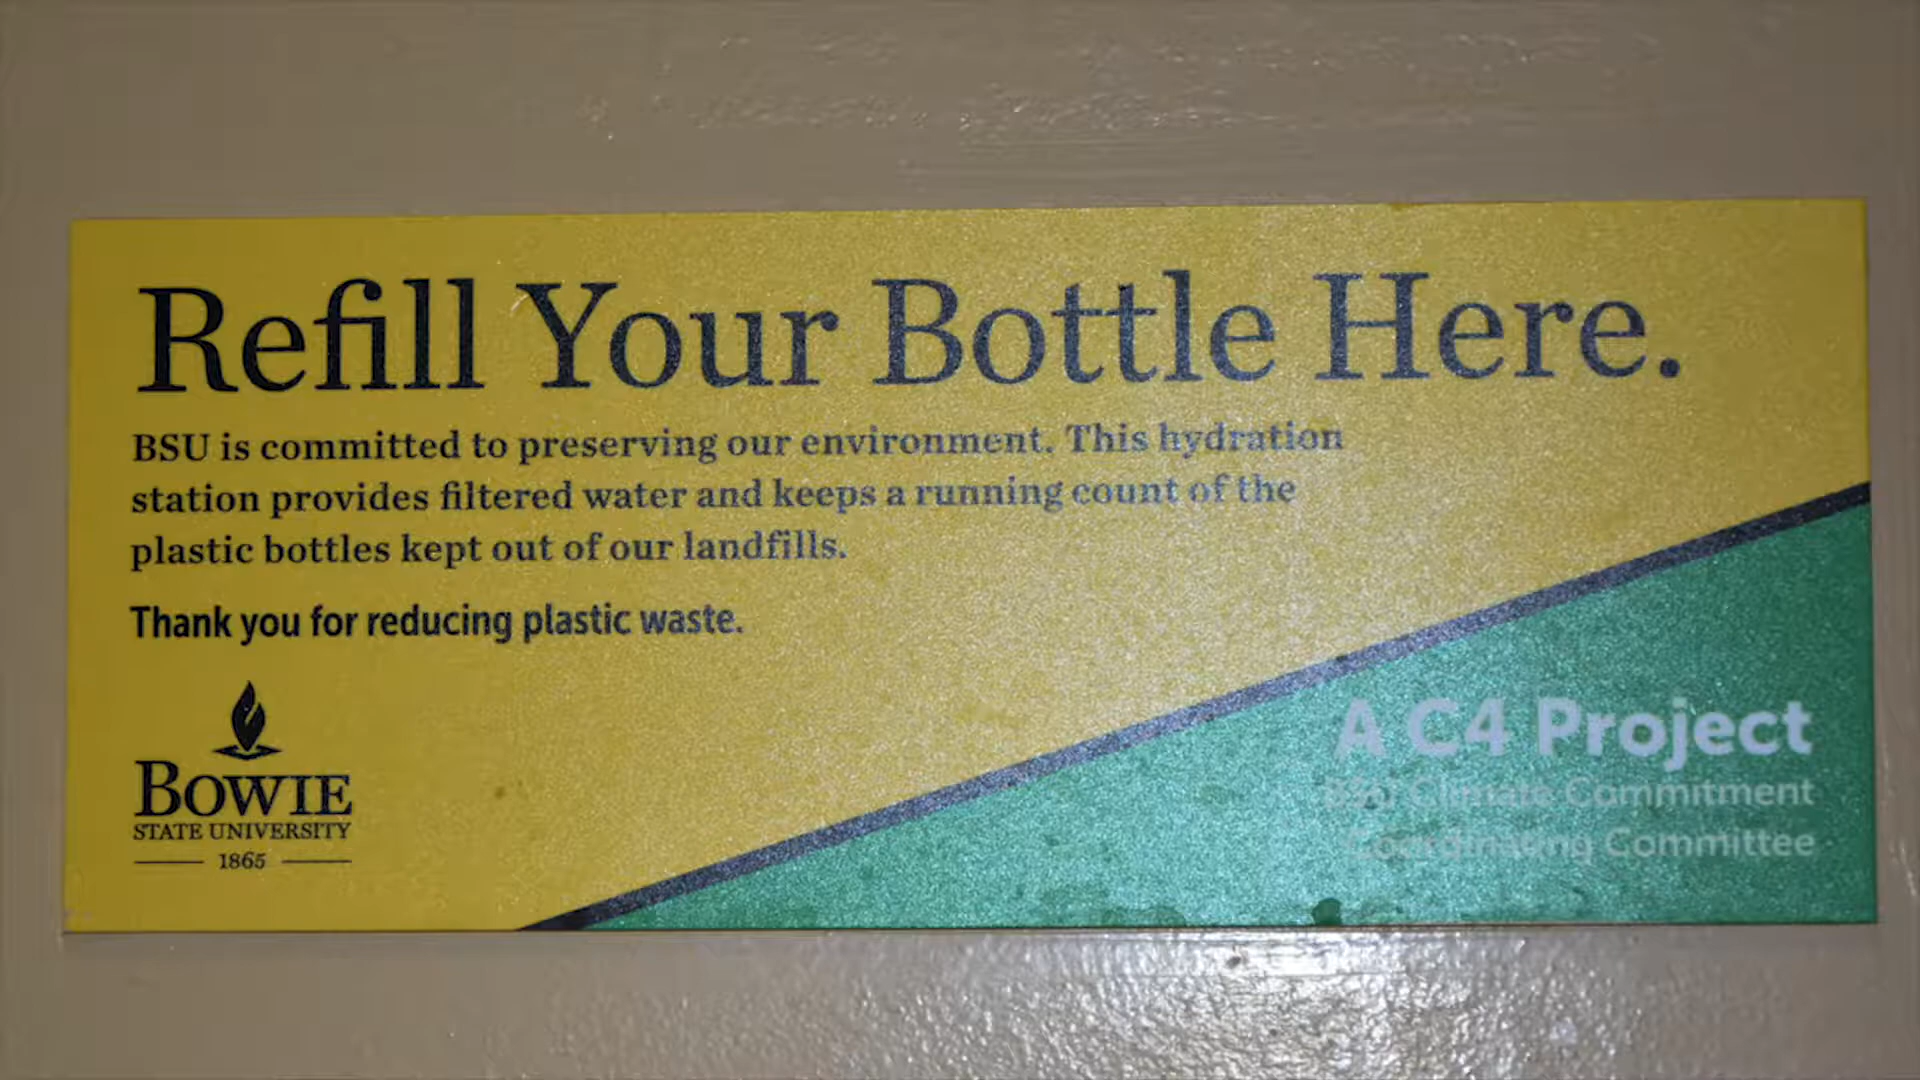 Refill Your Bottle Here.
BSU is committed to preserving our environment. This hydration
station provides filtered water and keeps a running count of the
plastic bottles kept out of our landfills.
Thank you for reducing plastic waste.
BOWIE
STATE UNIVERSITY
1865
A C4 Project
BSU Climate Commitment
Coordinating Committee